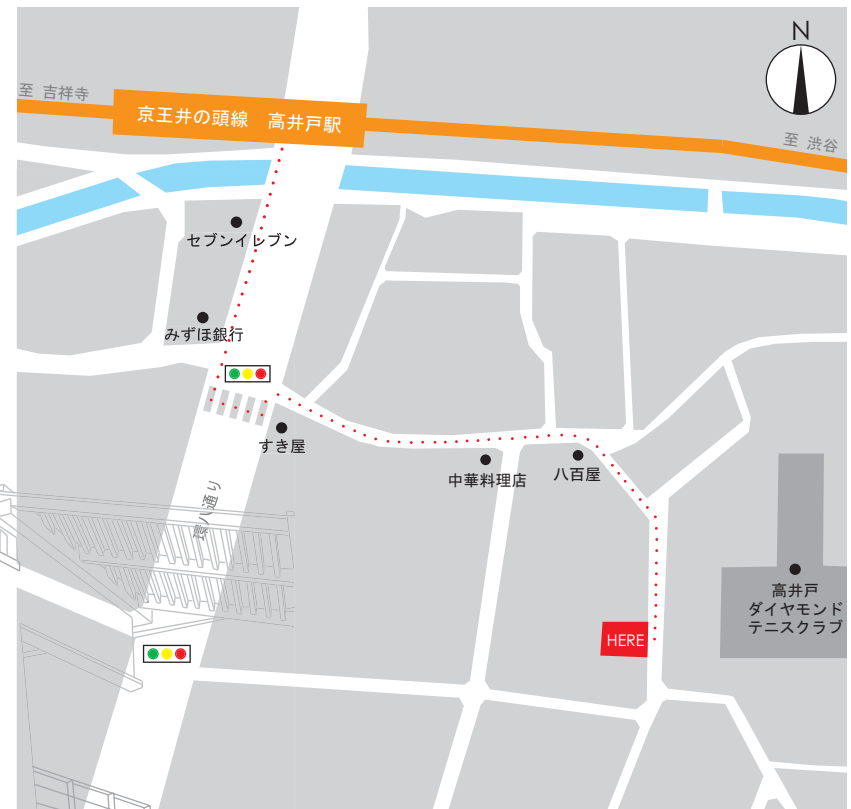 N
至 吉祥寺
京王井の頭線 高井戸駅
至 渋谷
セブンイレブン
みずほ銀行
すき屋
中華料理店
八百屋
環八通り
高井戸
ダイヤモンド
テニスクラブ
HERE